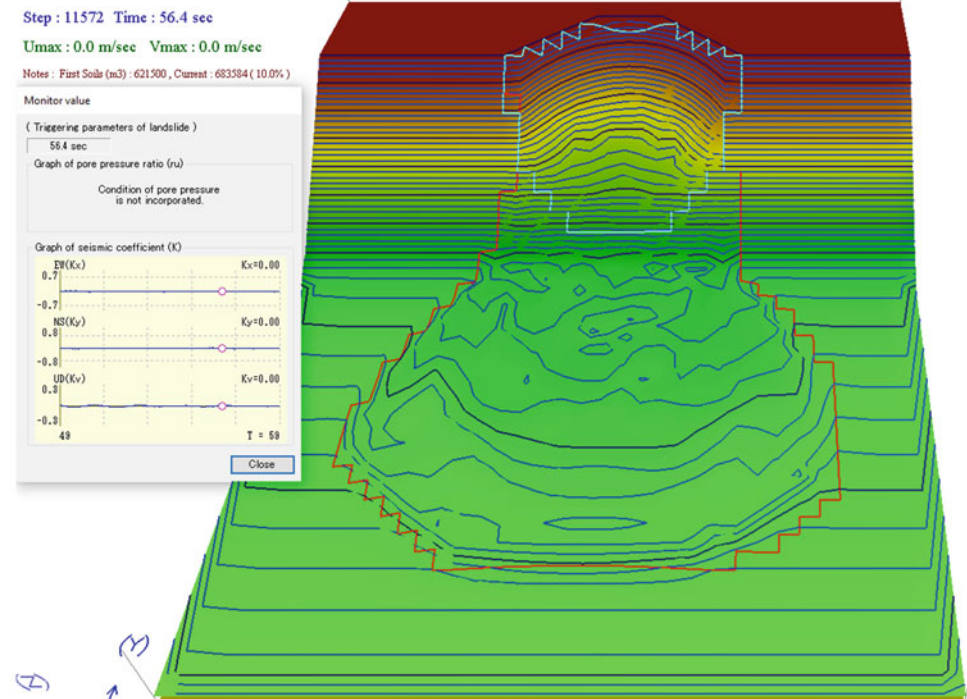 Step : 11572 Time : 56.4 sec
Umax : 0.0 m/sec Vmax : 0.0 m/sec
Notes : First Soils (m3) : 621500 , Current : 683584 ( 10.0% )
Monitor value
( Triggering parameters of landslide )
56.4 sec
Graph of pore pressure ratio (ru)
Condition of pore pressure
is not incorporated.
Graph of seismic coefficient (K)
EW(Kx) Kx=0.00
0.7
-0.7
NS(Ky) Ky=0.00
0.8
-0.8
UD(Kv) Kv=0.00
0.3
-0.3
49 T = 59
Close
(Y)
(Z)